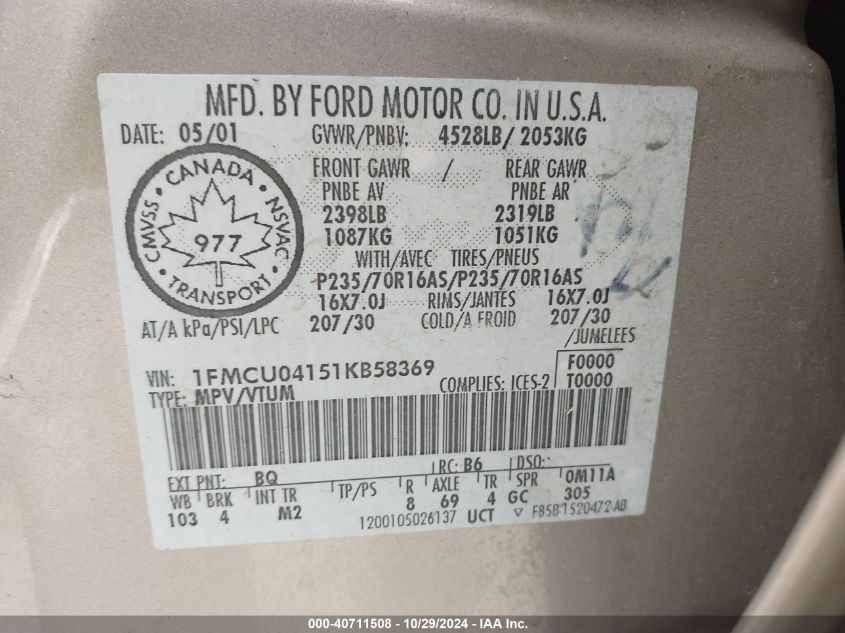 MFD. BY FORD MOTOR CO. IN U.S.A.
DATE: 05/01 GVWR/PNBV: 4528LB/ 2053KG
CANADA
CMVSS. NSVAC
977
TRANSPORT
FRONT GAWR / REAR GAWR
PNBE AV PNBE AR
2398LB 2319LB
1087KG 1051KG
WITH/AVEC TIRES/PNEUS
P235/70R16AS/P235/70R16AS
16X7.0J RIMS/JANTES 16X7.0J
AT/A kPa/PSI/LPC 207/30 COLD/A FROID 207/30
/JUMELEES
VIN: 1FMCU04151KB58369 F0000
TYPE: MPV/VTUM COMPLIES: ICES-2 T0000
EXT PNT: BQ RC: B6 DSO:
WB BRK INT TR TP/PS R AXLE TR SPR 0M11A
103 4 M2 8 69 4 GC 305
1200105026137 UCT ▽ F85B 1520472 AB
000-40711508 - 10/29/2024 - IAA Inc.